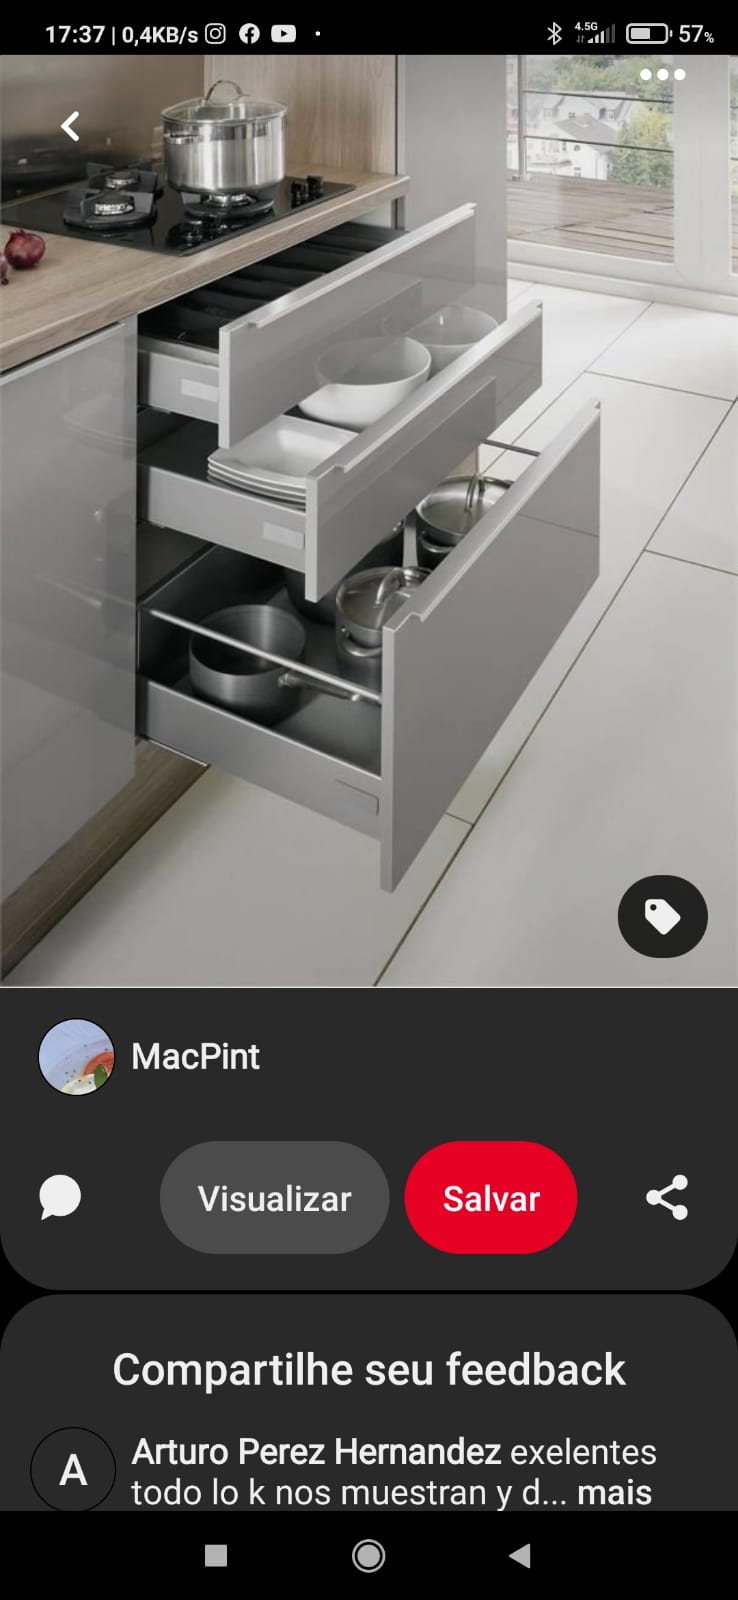 17:37 | 0,4KB/s
4.5G
57%
MacPint
Visualizar
Salvar
Compartilhe seu feedback
A
Arturo Perez Hernandez exelentes
todo lo k nos muestran y d... mais